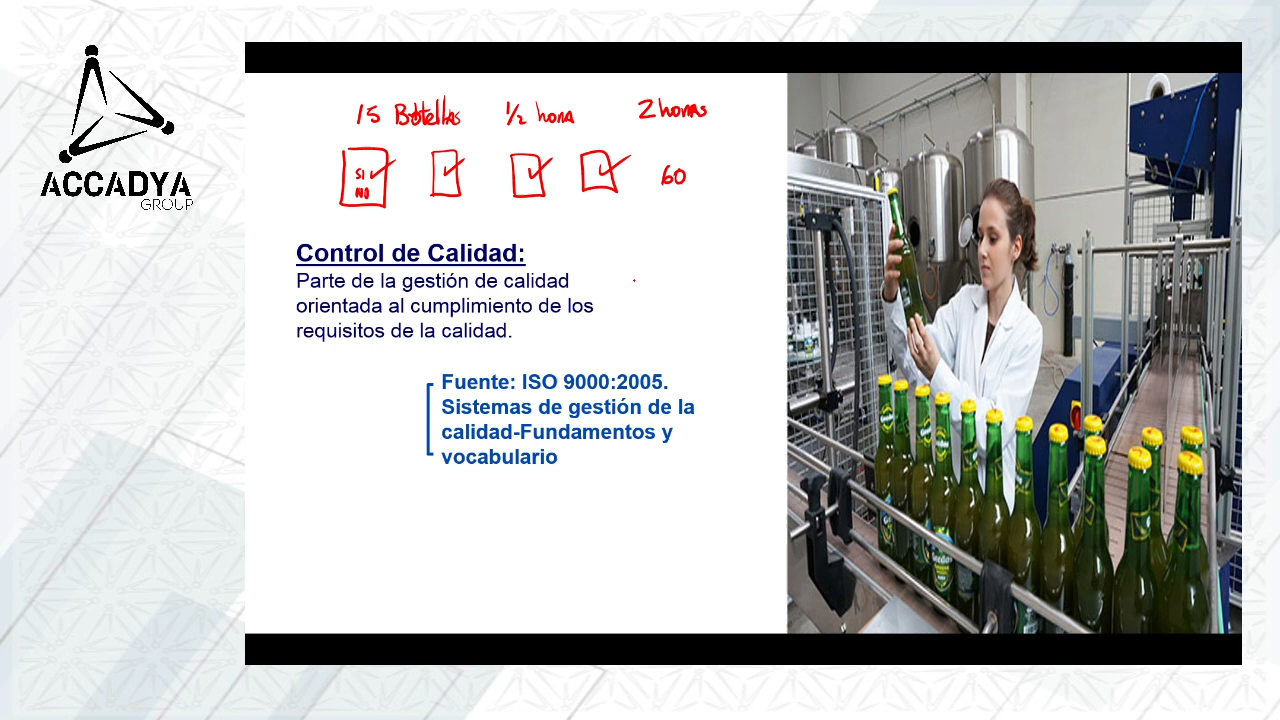 ACCADYA
GROUP
15 Botellas 1/2 hora 2 horas
SI
NO
60
Control de Calidad:
Parte de la gestión de calidad
orientada al cumplimiento de los
requisitos de la calidad.
Fuente: ISO 9000:2005.
Sistemas de gestión de la
calidad-Fundamentos y
vocabulario